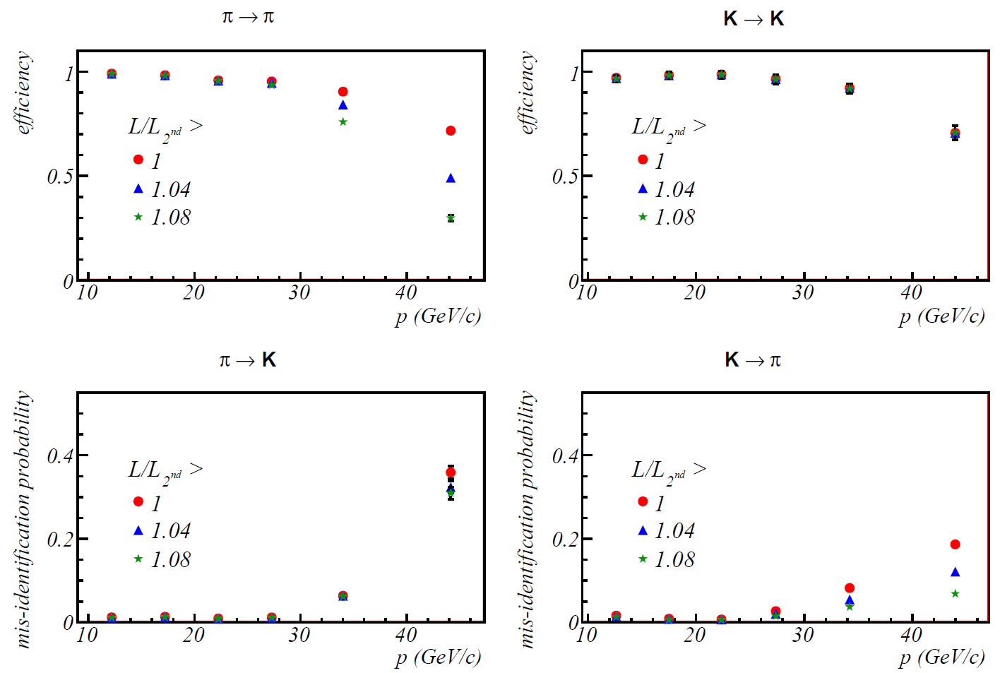 π → π
efficiency
1
0.5
0
L/L2nd >
1
1.04
1.08
10 20 30 40
p (GeV/c)
K → K
efficiency
1
0.5
0
L/L2nd >
1
1.04
1.08
10 20 30 40
p (GeV/c)
π → K
mis-identification probability
0.4
0.2
0
L/L2nd >
1
1.04
1.08
10 20 30 40
p (GeV/c)
K → π
mis-identification probability
0.4
0.2
0
L/L2nd >
1
1.04
1.08
10 20 30 40
p (GeV/c)